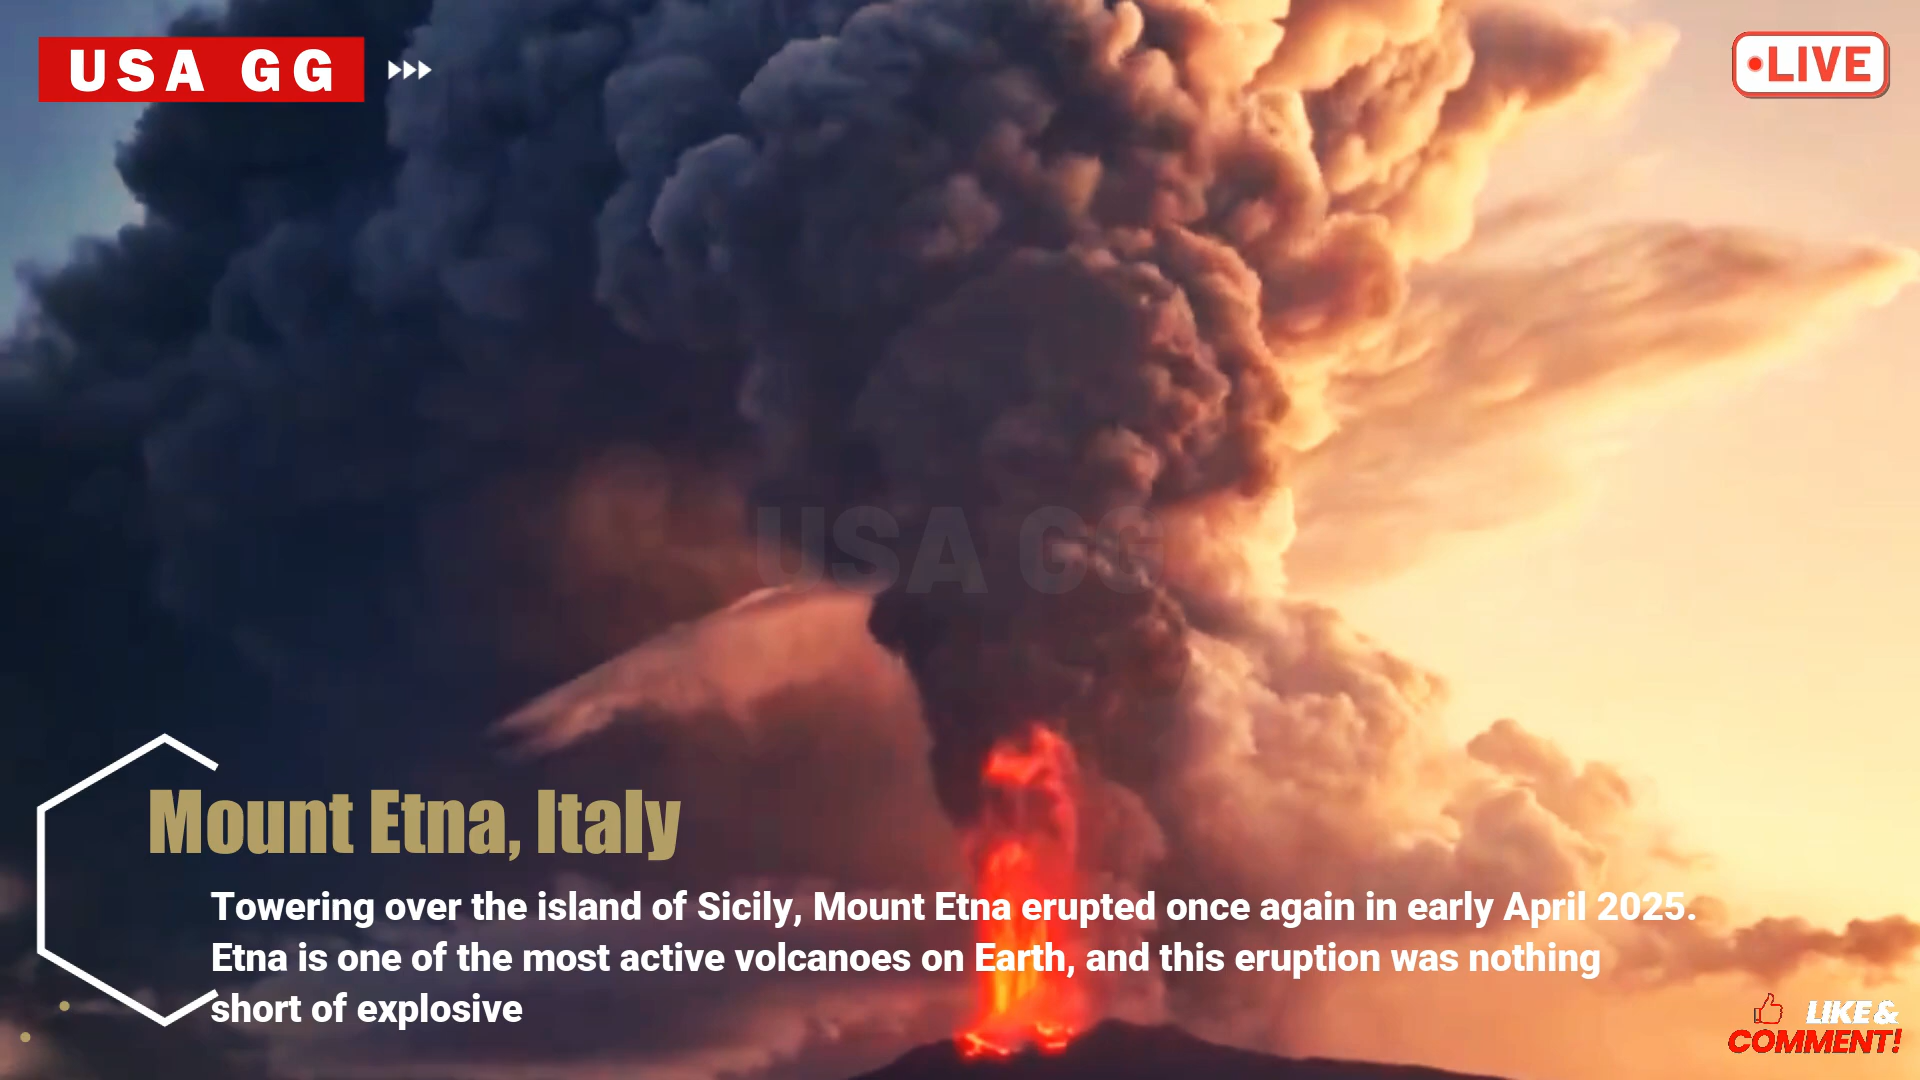 USA GG
LIVE
USA GG
Mount Etna, Italy
Towering over the island of Sicily, Mount Etna erupted once again in early April 2025.
Etna is one of the most active volcanoes on Earth, and this eruption was nothing
short of explosive
LIKE &
COMMENT!